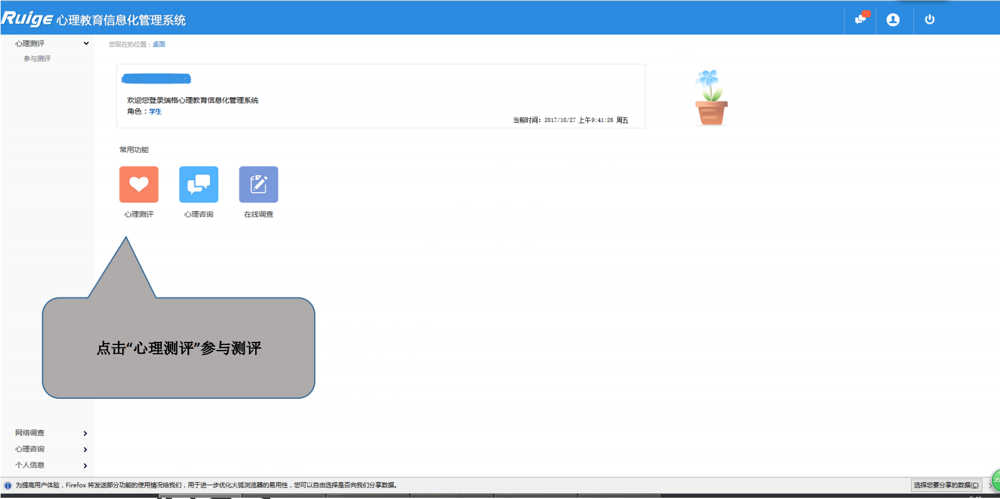 Ruige 心理教育信息化管理系统
心理测评
参与测评
您现在的位置：桌面
欢迎您登录瑞格心理教育信息化管理系统
角色：学生
当前时间：2017/10/27 上午9:41:26 周五
常用功能
心理测评 心理咨询 在线调查
点击“心理测评”参与测评
网络调查
心理咨询
个人信息
为提高用户体验，Firefox 将发送部分功能的使用情况给我们，用于进一步优化火狐浏览器的易用性，您可以自由选择是否向我们分享数据。
选择您要分享的数据(C)
35